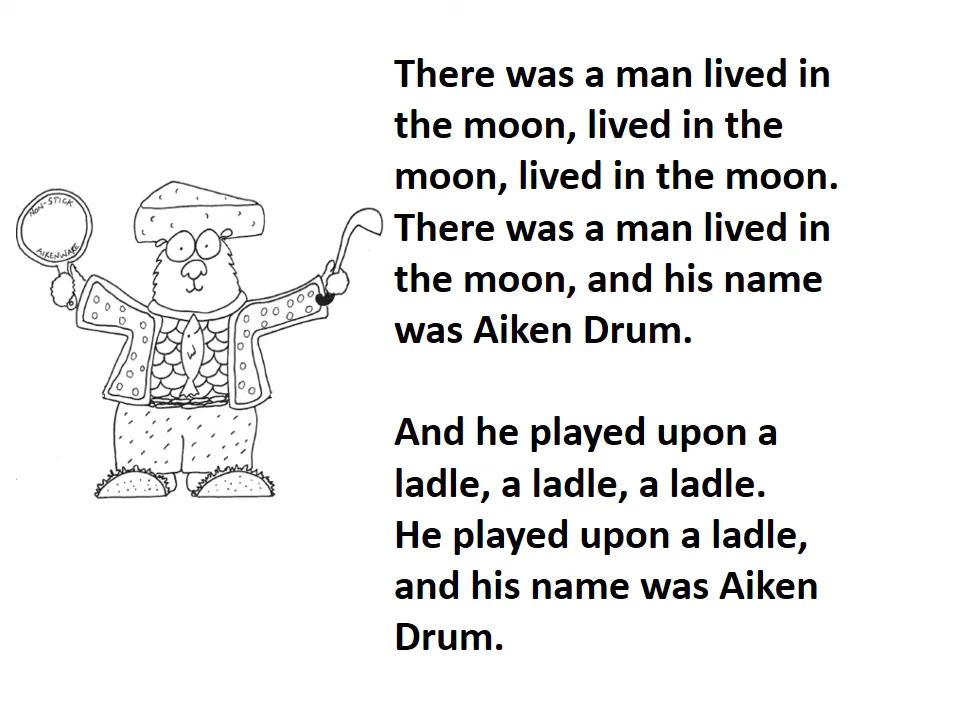 NON-STICK
AIKENWARE
There was a man lived in
the moon, lived in the
moon, lived in the moon.
There was a man lived in
the moon, and his name
was Aiken Drum.
And he played upon a
ladle, a ladle, a ladle.
He played upon a ladle,
and his name was Aiken
Drum.